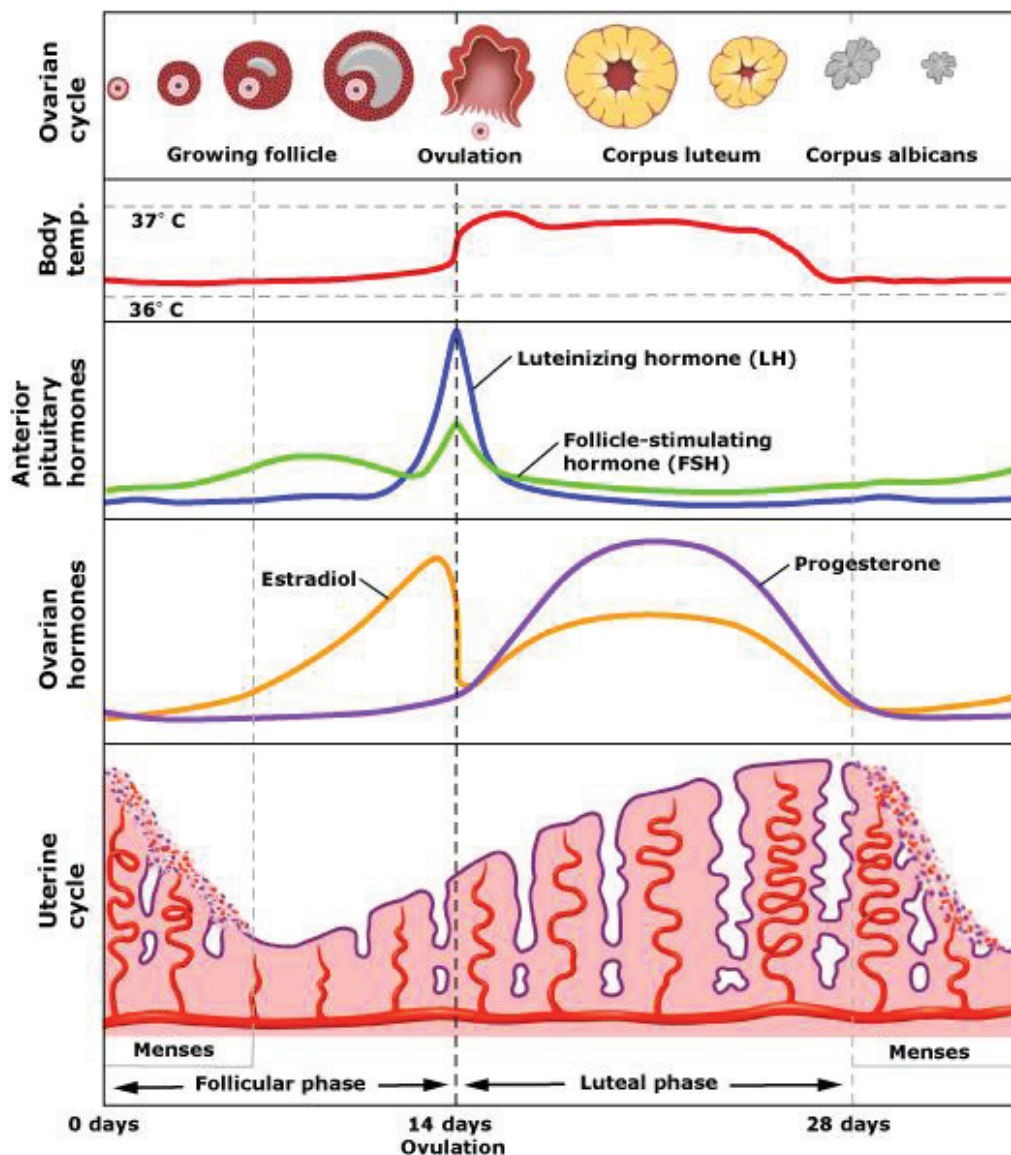 Ovarian
cycle
Growing follicle
Ovulation
Corpus luteum
Corpus albicans
Body
temp.
37° C
36° C
Anterior
pituitary
hormones
Luteinizing hormone (LH)
Follicle-stimulating
hormone (FSH)
Ovarian
hormones
Estradiol
Progesterone
Uterine
cycle
Menses
Menses
Follicular phase
Luteal phase
0 days
14 days
Ovulation
28 days